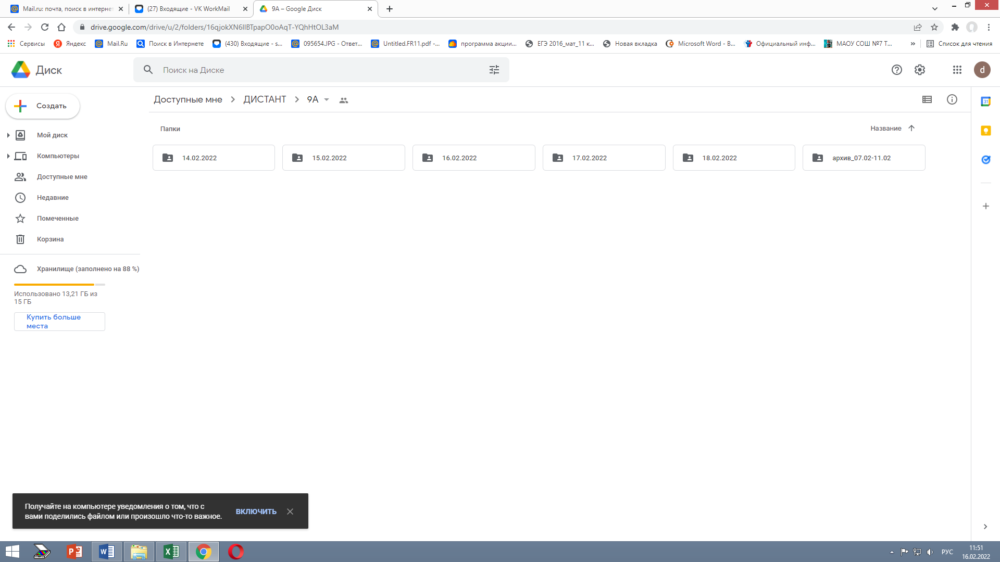 Mail.ru: почта, поиск в интернет
(27) Входящие - VK WorkMail
9А – Google Диск
drive.google.com/drive/u/2/folders/16qjokXN6lIBTpapO0oAqT-YQhHtOL3aM
Сервисы
Яндекс
Mail.Ru
Поиск в Интернете
(430) Входящие - s...
095654.JPG - Ответ...
Untitled.FR11.pdf -...
программа акции...
ЕГЭ 2016_мат_11 к...
Новая вкладка
Microsoft Word - В...
Официальный инф...
МАОУ СОШ №7 Т...
»
Список для чтения
Диск
Поиск на Диске
d
Создать
Доступные мне
ДИСТАНТ
9А
31
Папки
Название
Мой диск
Компьютеры
Доступные мне
Недавние
Помеченные
Корзина
14.02.2022
15.02.2022
16.02.2022
17.02.2022
18.02.2022
архив_07.02-11.02
Хранилище (заполнено на 88 %)
Использовано 13,21 ГБ из
15 ГБ
Купить больше
места
Получайте на компьютере уведомления о том, что с
вами поделились файлом или произошло что-то важное.
ВКЛЮЧИТЬ
РУС
11:51
16.02.2022